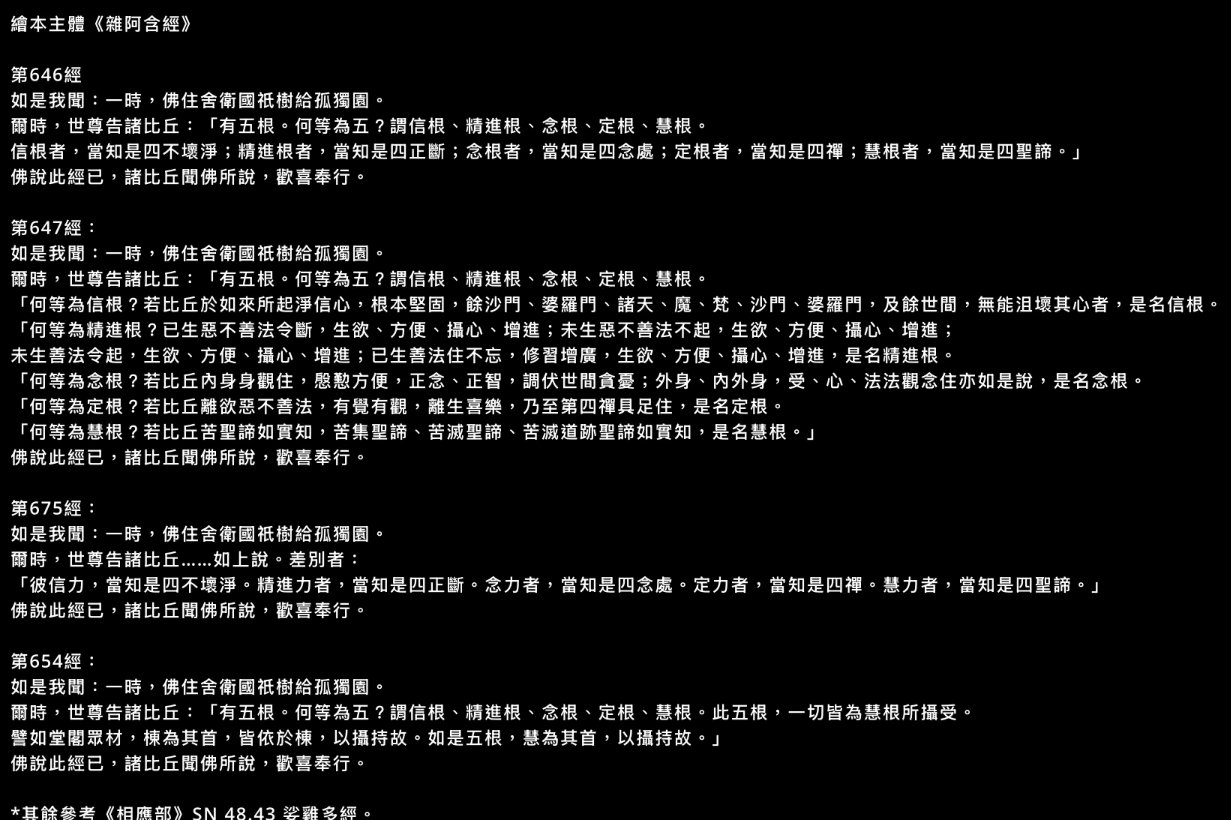 繪本主體《雜阿含經》
第646經
如是我聞：一時，佛住舍衛國祇樹給孤獨園。
爾時，世尊告諸比丘：「有五根。何等為五？謂信根、精進根、念根、定根、慧根。
信根者，當知是四不壞淨；精進根者，當知是四正斷；念根者，當知是四念處；定根者，當知是四禪；慧根者，當知是四聖諦。」
佛說此經已，諸比丘聞佛所說，歡喜奉行。
第647經：
如是我聞：一時，佛住舍衛國祇樹給孤獨園。
爾時，世尊告諸比丘：「有五根。何等為五？謂信根、精進根、念根、定根、慧根。
「何等為信根？若比丘於如來所起淨信心，根本堅固，餘沙門、婆羅門、諸天、魔、梵、沙門、婆羅門，及餘世間，無能沮壞其心者，是名信根。
「何等為精進根？已生惡不善法令斷，生欲、方便、攝心、增進；未生惡不善法不起，生欲、方便、攝心、增進；
未生善法令起，生欲、方便、攝心、增進；已生善法住不忘，修習增廣，生欲、方便、攝心、增進，是名精進根。
「何等為念根？若比丘內身身觀住，慇懃方便，正念、正智，調伏世間貪憂；外身、內外身，受、心、法法觀念住亦如是說，是名念根。
「何等為定根？若比丘離欲惡不善法，有覺有觀，離生喜樂，乃至第四禪具足住，是名定根。
「何等為慧根？若比丘苦聖諦如實知，苦集聖諦、苦滅聖諦、苦滅道跡聖諦如實知，是名慧根。」
佛說此經已，諸比丘聞佛所說，歡喜奉行。
第675經：
如是我聞：一時，佛住舍衛國祇樹給孤獨園。
爾時，世尊告諸比丘……如上說。差別者：
「彼信力，當知是四不壞淨。精進力者，當知是四正斷。念力者，當知是四念處。定力者，當知是四禪。慧力者，當知是四聖諦。」
佛說此經已，諸比丘聞佛所說，歡喜奉行。
第654經：
如是我聞：一時，佛住舍衛國祇樹給孤獨園。
爾時，世尊告諸比丘：「有五根。何等為五？謂信根、精進根、念根、定根、慧根。此五根，一切皆為慧根所攝受。
譬如堂閣眾材，棟為其首，皆依於棟，以攝持故。如是五根，慧為其首，以攝持故。」
佛說此經已，諸比丘聞佛所說，歡喜奉行。
*其餘參考《相應部》SN 48.43 娑雞多經。